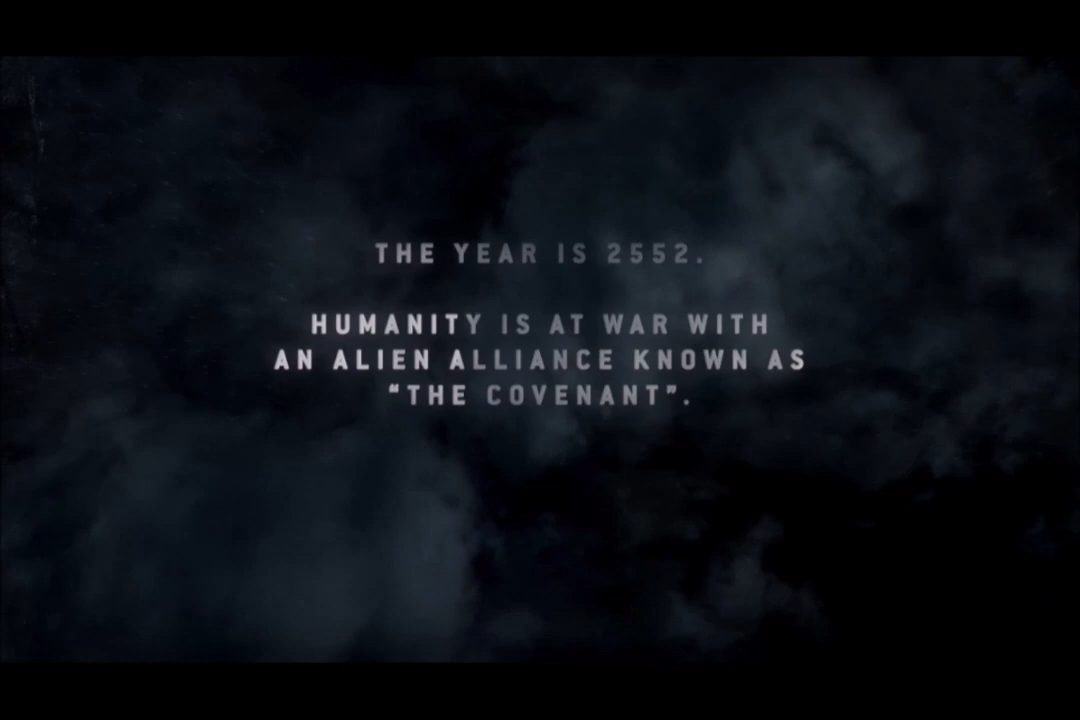 THE YEAR IS 2552.
HUMANITY IS AT WAR WITH
AN ALIEN ALLIANCE KNOWN AS
“THE COVENANT”.